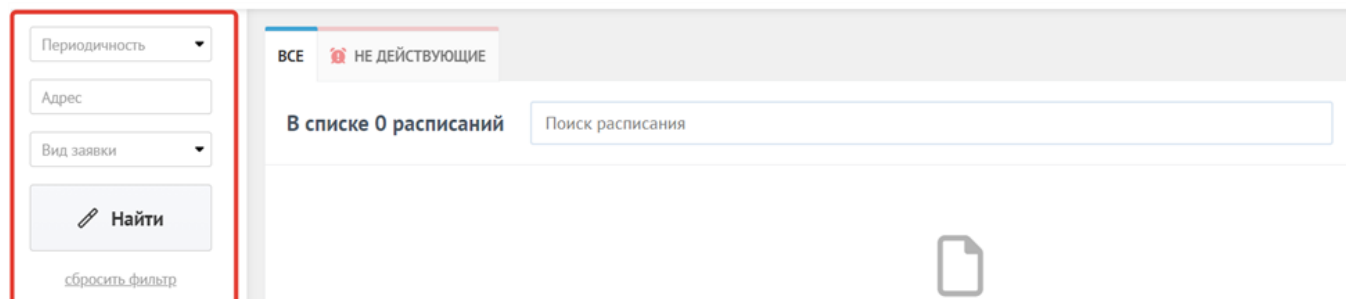 Периодичность
Адрес
Вид заявки
Найти
сбросить фильтр
ВСЕ
НЕ ДЕЙСТВУЮЩИЕ
В списке 0 расписаний
Поиск расписания